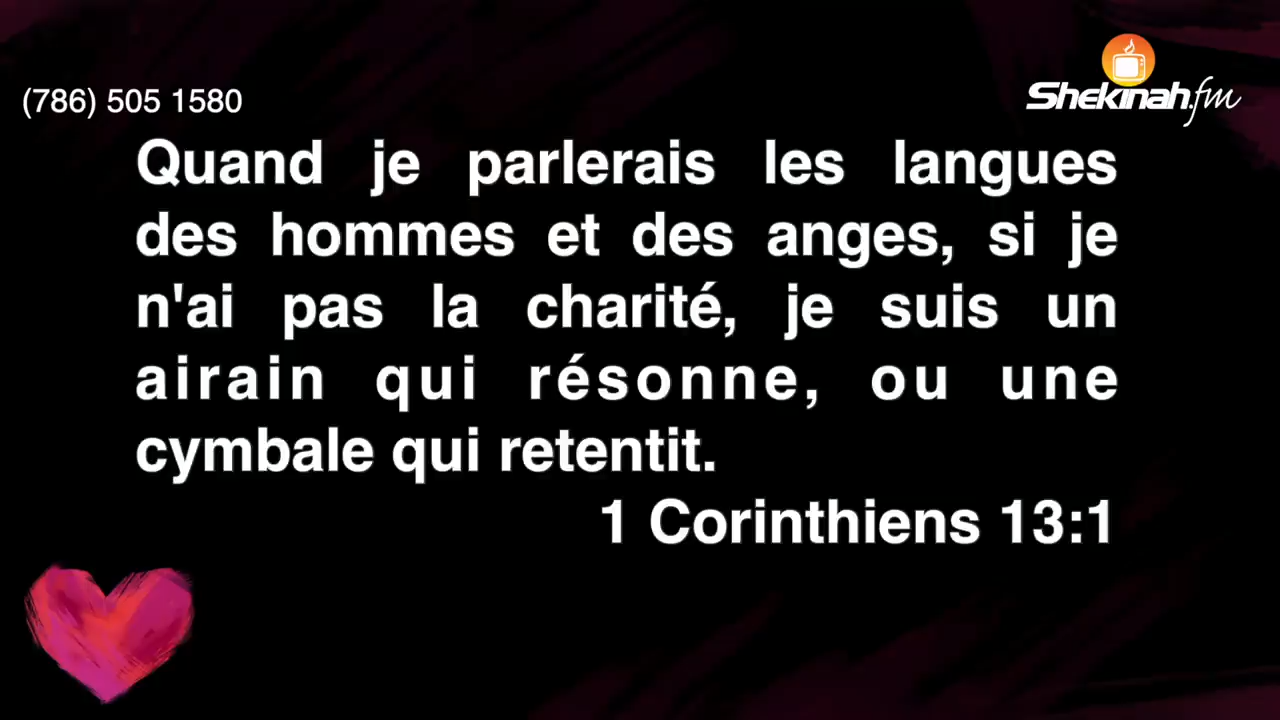 (786) 505 1580
Shekinah.fm
Quand je parlerais les langues
des hommes et des anges, si je
n'ai pas la charité, je suis un
airain qui résonne, ou une
cymbale qui retentit.
1 Corinthiens 13:1